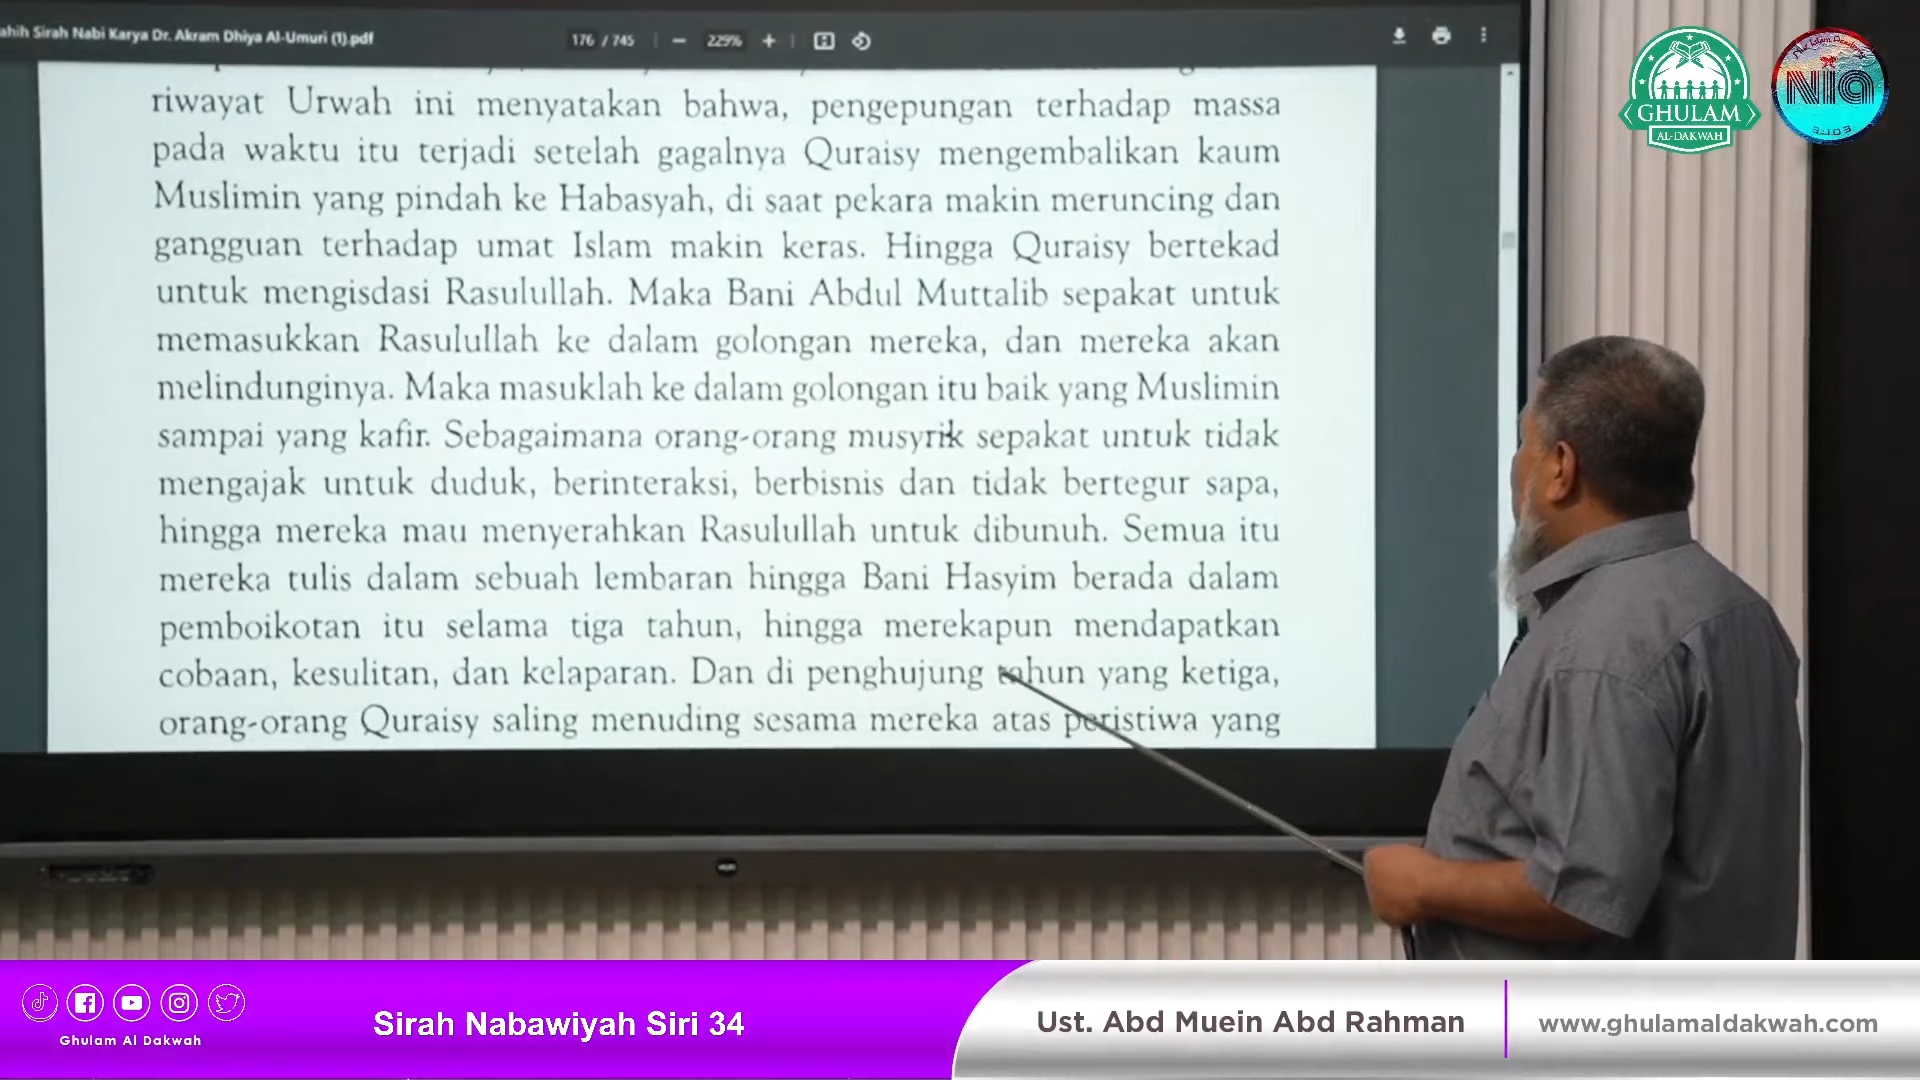 ahih Sirah Nabi Karya Dr. Akram Dhiya Al-Umuri (1).pdf
176 / 745
229%
GHULAM
AL-DAKWAH
Nur Islam Academy
NIA
riwayat Urwah ini menyatakan bahwa, pengepungan terhadap massa
pada waktu itu terjadi setelah gagalnya Quraisy mengembalikan kaum
Muslimin yang pindah ke Habasyah, di saat pekara makin meruncing dan
gangguan terhadap umat Islam makin keras. Hingga Quraisy bertekad
untuk mengisdasi Rasulullah. Maka Bani Abdul Muttalib sepakat untuk
memasukkan Rasulullah ke dalam golongan mereka, dan mereka akan
melindunginya. Maka masuklah ke dalam golongan itu baik yang Muslimin
sampai yang kafir. Sebagaimana orang-orang musyrik sepakat untuk tidak
mengajak untuk duduk, berinteraksi, berbisnis dan tidak bertegur sapa,
hingga mereka mau menyerahkan Rasulullah untuk dibunuh. Semua itu
mereka tulis dalam sebuah lembaran hingga Bani Hasyim berada dalam
pemboikotan itu selama tiga tahun, hingga merekapun mendapatkan
cobaan, kesulitan, dan kelaparan. Dan di penghujung tahun yang ketiga,
orang-orang Quraisy saling menuding sesama mereka atas peristiwa yang
Ghulam Al Dakwah
Sirah Nabawiyah Siri 34
Ust. Abd Muein Abd Rahman
www.ghulamaldakwah.com